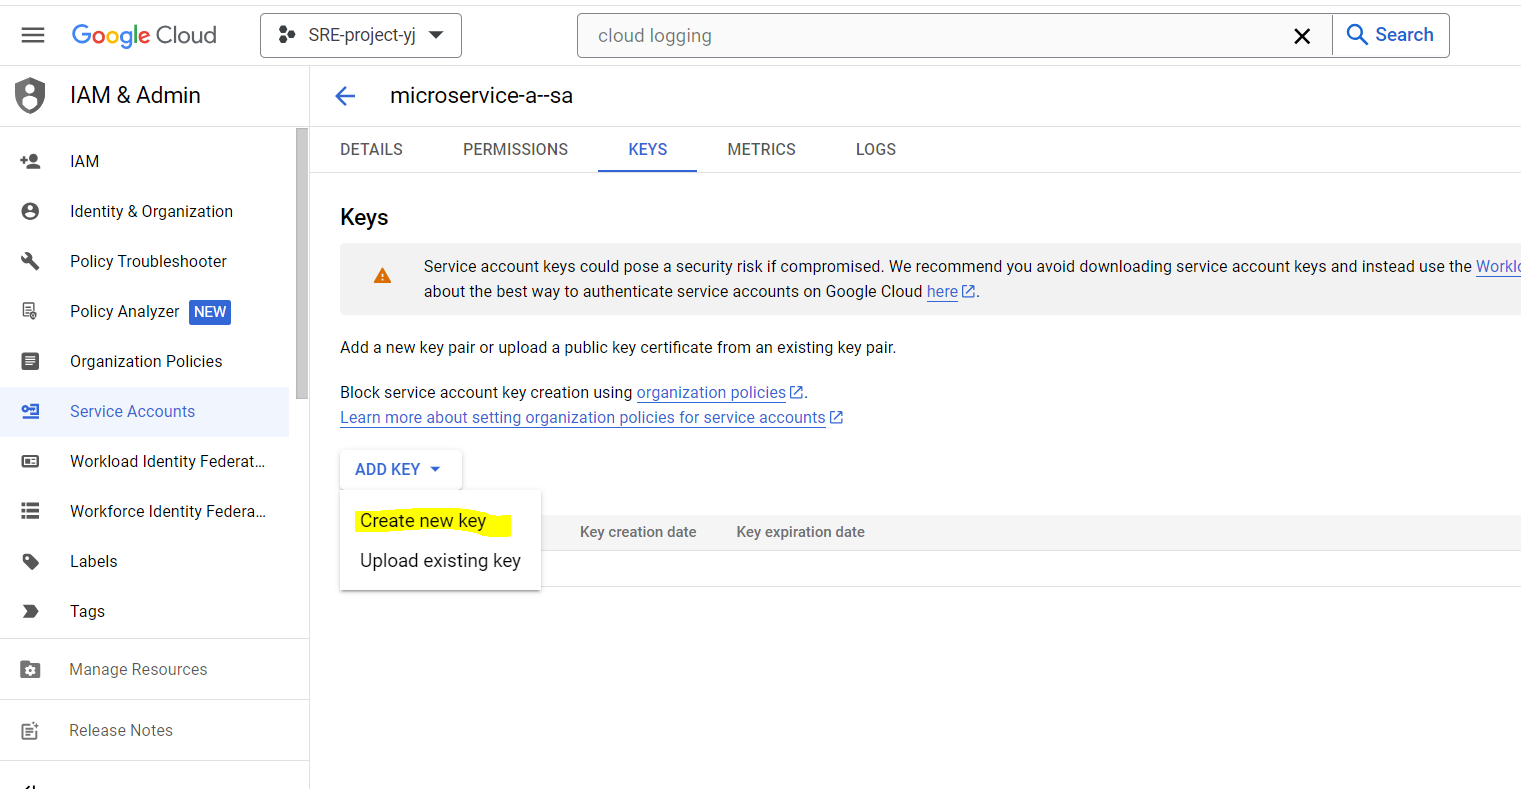 Google Cloud
SRE-project-yj
cloud logging
Search
IAM & Admin
microservice-a--sa
IAM
Identity & Organization
Policy Troubleshooter
Policy Analyzer NEW
Organization Policies
Service Accounts
Workload Identity Federat...
Workforce Identity Federa...
Labels
Tags
Manage Resources
Release Notes
DETAILS PERMISSIONS KEYS METRICS LOGS
Keys
Service account keys could pose a security risk if compromised. We recommend you avoid downloading service account keys and instead use the
about the best way to authenticate service accounts on Google Cloud here.
Add a new key pair or upload a public key certificate from an existing key pair.
Block service account key creation using organization policies.
Learn more about setting organization policies for service accounts
ADD KEY
Create new key
Upload existing key
Key creation date Key expiration date